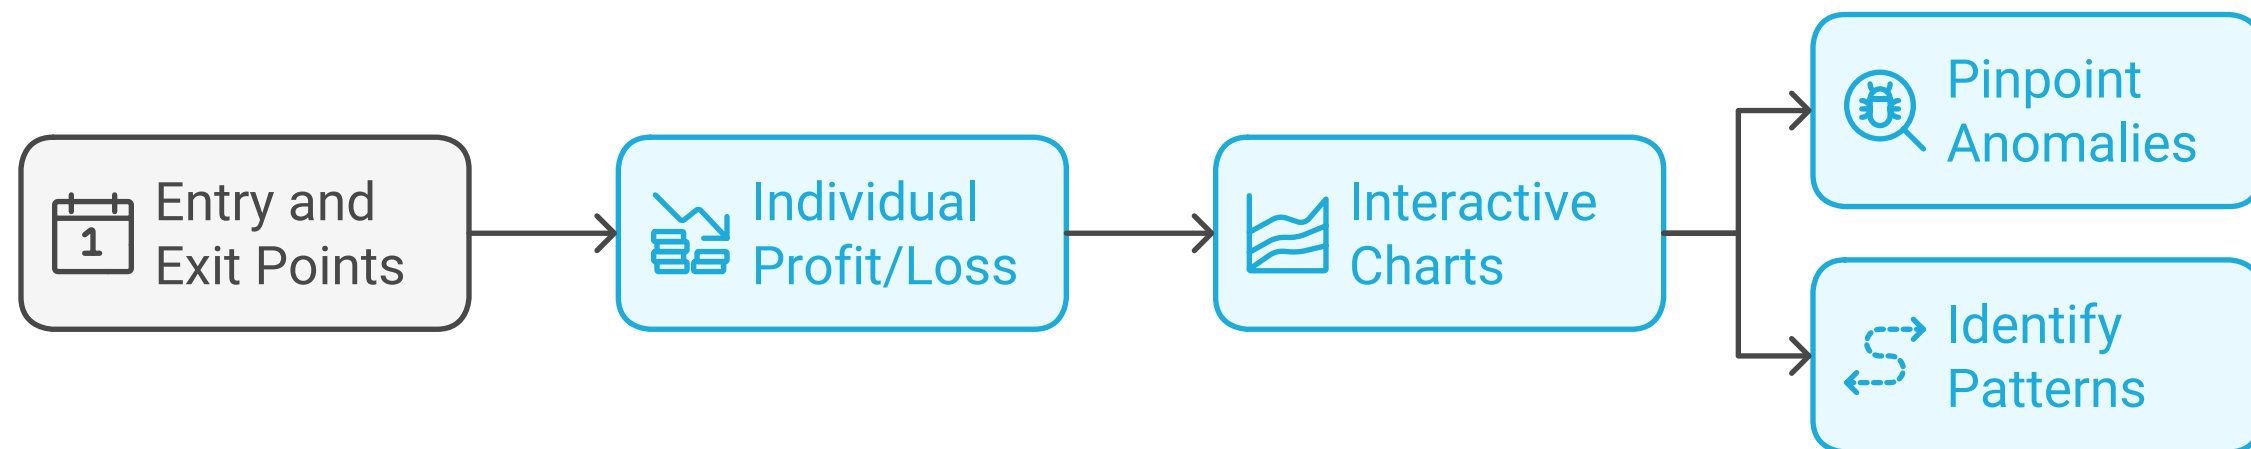 Entry and
Exit Points
1
Individual
Profit/Loss
Interactive
Charts
Pinpoint
Anomalies
Identify
Patterns